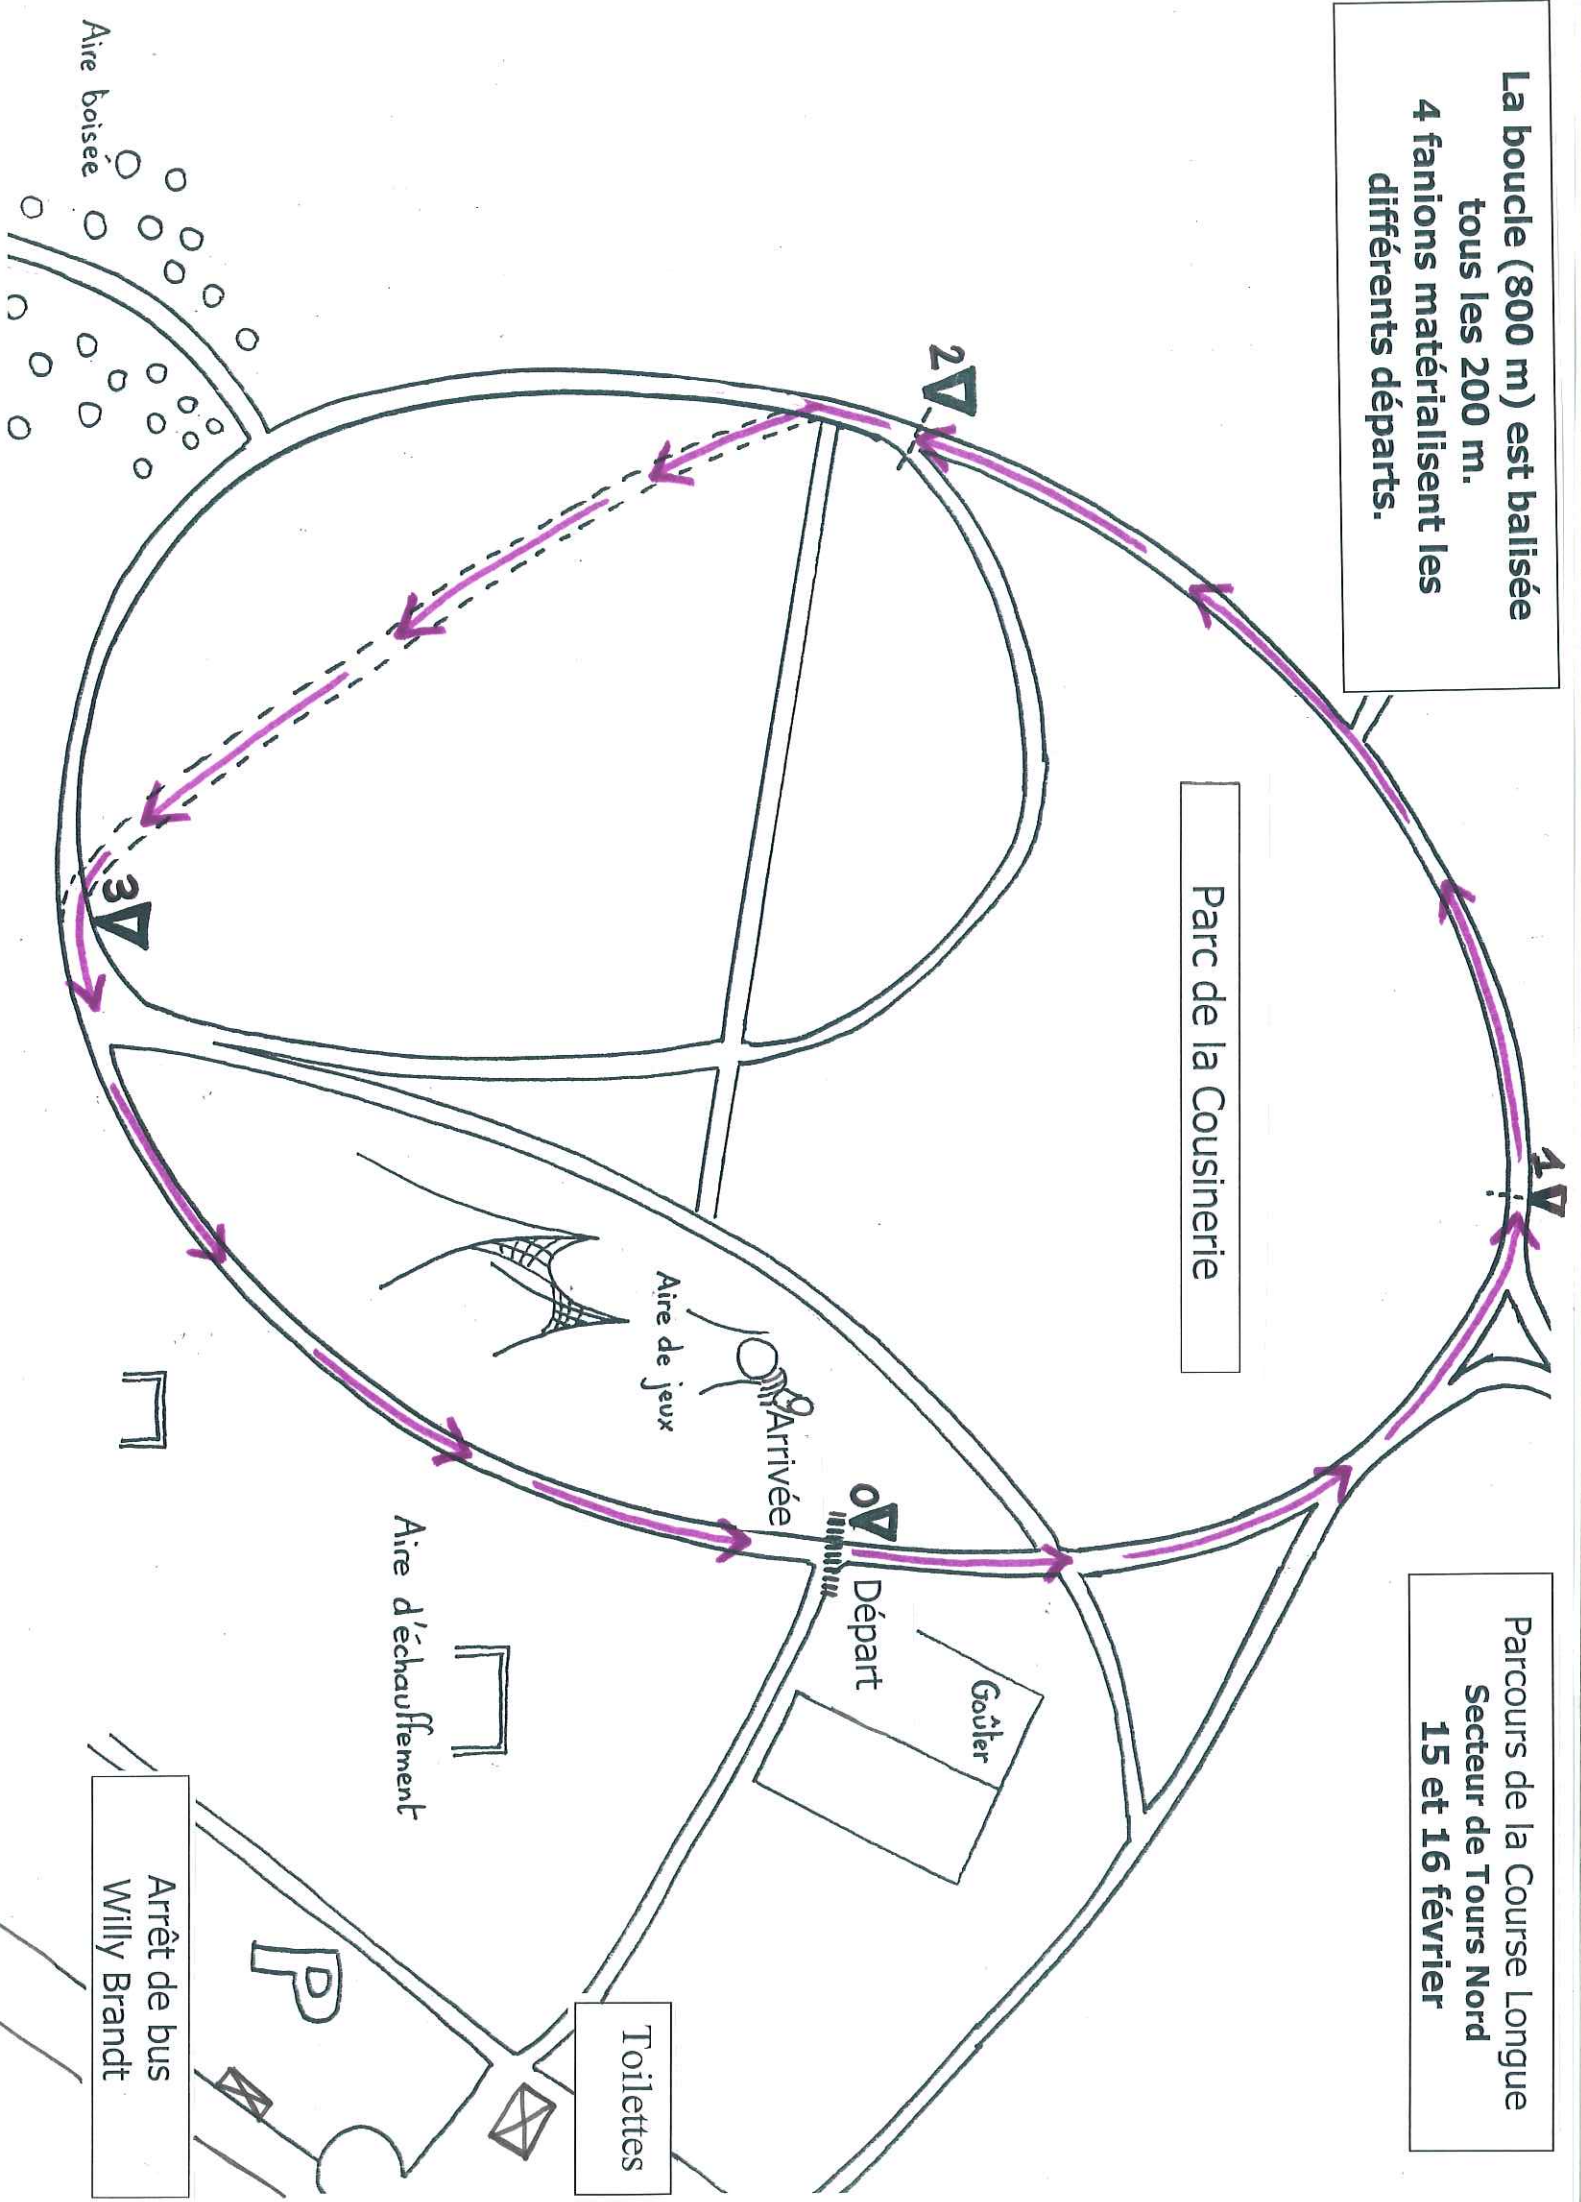 La boucle (800 m) est balisée
tous les 200 m.
4 fanions matérialisent les
différents départs.
Parcours de la Course Longue
Secteur de Tours Nord
15 et 16 février
Parc de la Cousinerie
1
2
3
0
Départ
Arrivée
Goûter
Aire de jeux
Aire d'échauffement
Aire boisée
Toilettes
P
Arrêt de bus
Willy Brandt